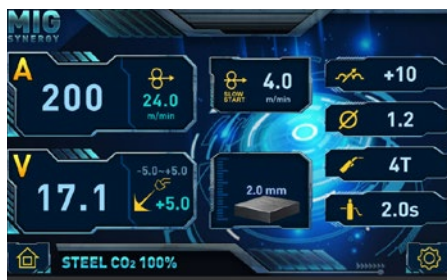 MIG
SYNERGY
A
200
24.0
m/min
SLOW
START
4.0
m/min
+10
1.2
V
17.1
-5.0~+5.0
+5.0
2.0 mm
4T
2.0s
STEEL CO₂ 100%